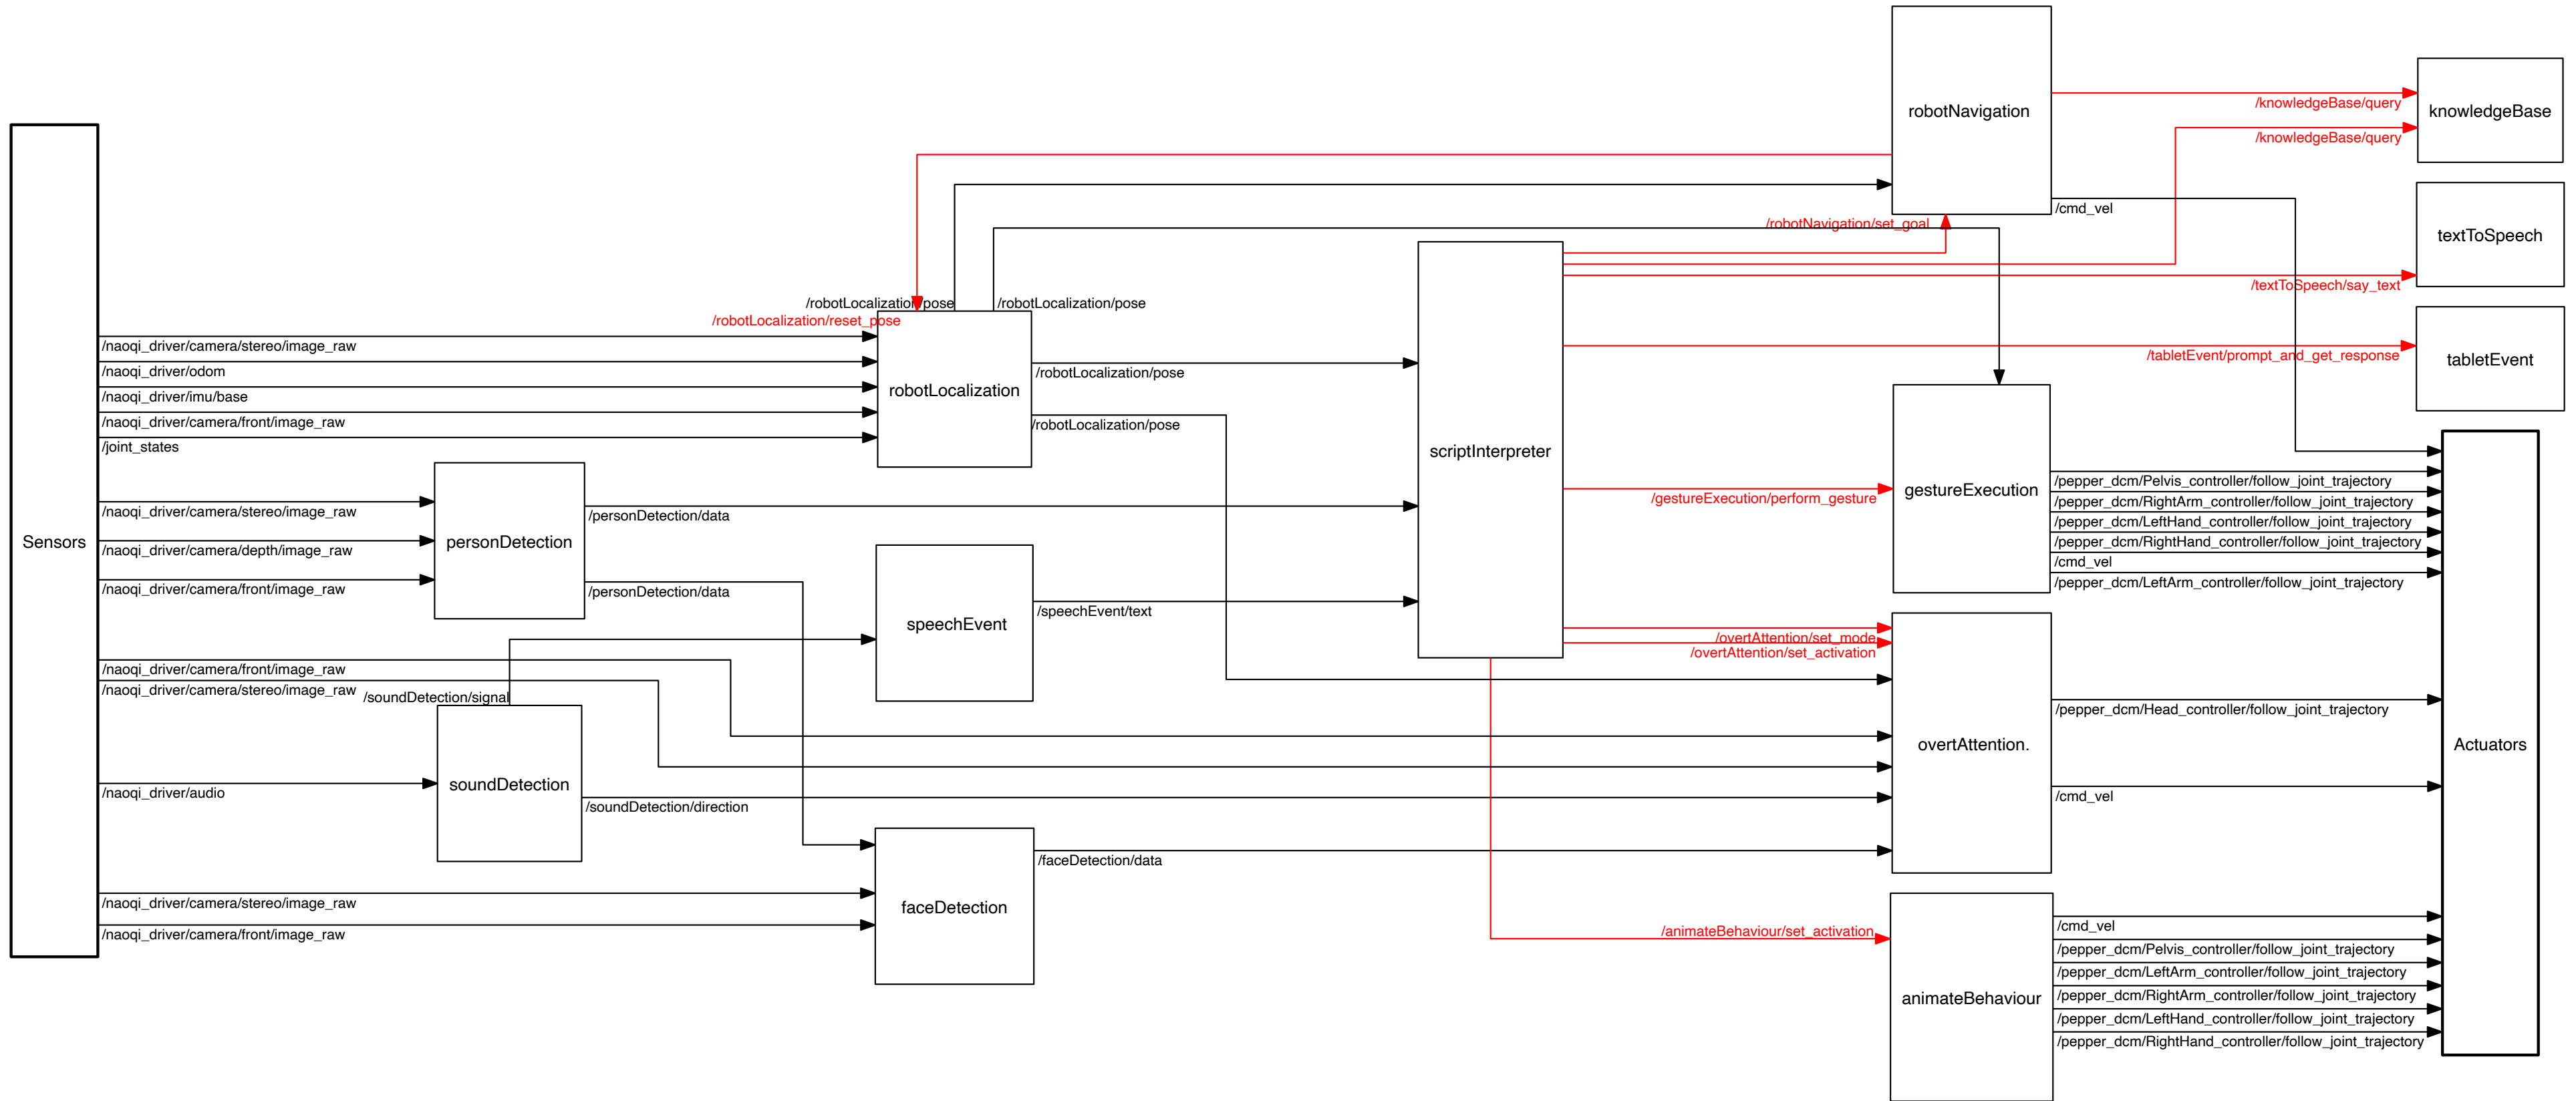 robotNavigation
/knowledgeBase/query
knowledgeBase
/knowledgeBase/query
/cmd_vel
/robotNavigation/set_goal
textToSpeech
/textToSpeech/say_text
/robotLocalization/pose
/robotLocalization/pose
/robotLocalization/reset_pose
/naoqi_driver/camera/stereo/image_raw
/naoqi_driver/odom
/naoqi_driver/imu/base
/naoqi_driver/camera/front/image_raw
/joint_states
robotLocalization
/robotLocalization/pose
/robotLocalization/pose
scriptInterpreter
/tabletEvent/prompt_and_get_response
tabletEvent
/gestureExecution/perform_gesture
gestureExecution
/pepper_dcm/Pelvis_controller/follow_joint_trajectory
/pepper_dcm/RightArm_controller/follow_joint_trajectory
/pepper_dcm/LeftHand_controller/follow_joint_trajectory
/pepper_dcm/RightHand_controller/follow_joint_trajectory
/cmd_vel
/pepper_dcm/LeftArm_controller/follow_joint_trajectory
Sensors
/naoqi_driver/camera/stereo/image_raw
/naoqi_driver/camera/depth/image_raw
/naoqi_driver/camera/front/image_raw
personDetection
/personDetection/data
/personDetection/data
speechEvent
/speechEvent/text
/overtAttention/set_mode
/overtAttention/set_activation
/naoqi_driver/camera/front/image_raw
/naoqi_driver/camera/stereo/image_raw
/soundDetection/signal
/naoqi_driver/audio
soundDetection
/soundDetection/direction
overtAttention.
/pepper_dcm/Head_controller/follow_joint_trajectory
/cmd_vel
Actuators
/naoqi_driver/camera/stereo/image_raw
/naoqi_driver/camera/front/image_raw
faceDetection
/faceDetection/data
/animateBehaviour/set_activation
animateBehaviour
/cmd_vel
/pepper_dcm/Pelvis_controller/follow_joint_trajectory
/pepper_dcm/LeftArm_controller/follow_joint_trajectory
/pepper_dcm/RightArm_controller/follow_joint_trajectory
/pepper_dcm/LeftHand_controller/follow_joint_trajectory
/pepper_dcm/RightHand_controller/follow_joint_trajectory